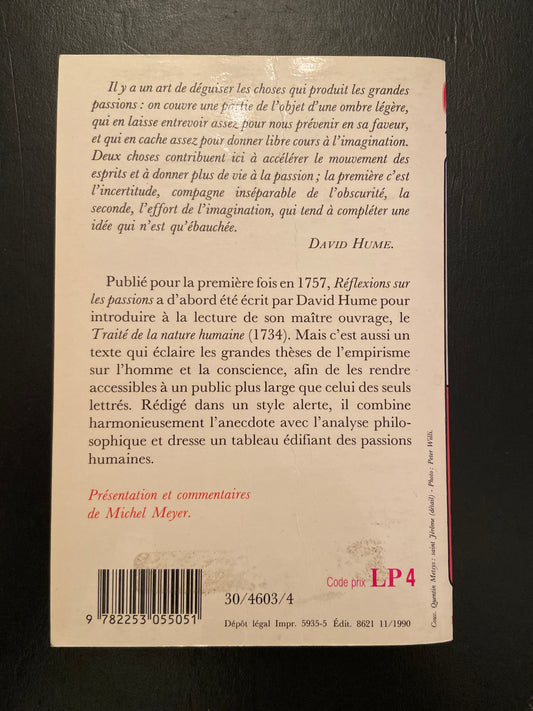 Il y a un art de déguiser les choses qui produit les grandes
passions : on couvre une partie de l'objet d'une ombre légère,
qui en laisse entrevoir assez pour nous prévenir en sa faveur,
et qui en cache assez pour donner libre cours à l'imagination.
Deux choses contribuent ici à accélérer le mouvement des
esprits et à donner plus de vie à la passion ; la première c'est
l'incertitude, compagne inséparable de l'obscurité, la
seconde, l'effort de l'imagination, qui tend à compléter une
idée qui n'est qu'ébauchée.
DAVID HUME.
Publié pour la première fois en 1757, Réflexions sur
les passions a d'abord été écrit par David Hume pour
introduire à la lecture de son maître ouvrage, le
Traité de la nature humaine (1734). Mais c'est aussi un
texte qui éclaire les grandes thèses de l'empirisme
sur l'homme et la conscience, afin de les rendre
accessibles à un public plus large que celui des seuls
lettrés. Rédigé dans un style alerte, il combine
harmonieusement l'anecdote avec l'analyse philo-
sophique et dresse un tableau édifiant des passions
humaines.
Présentation et commentaires
de Michel Meyer.
Couv. Quentin Metsys : saint Jérôme (détail) - Photo : Peter Willi.
Code prix LP 4
30/4603/4
9 782253 055051
Dépôt légal Impr. 5935-5 Édit. 8621 11/1990